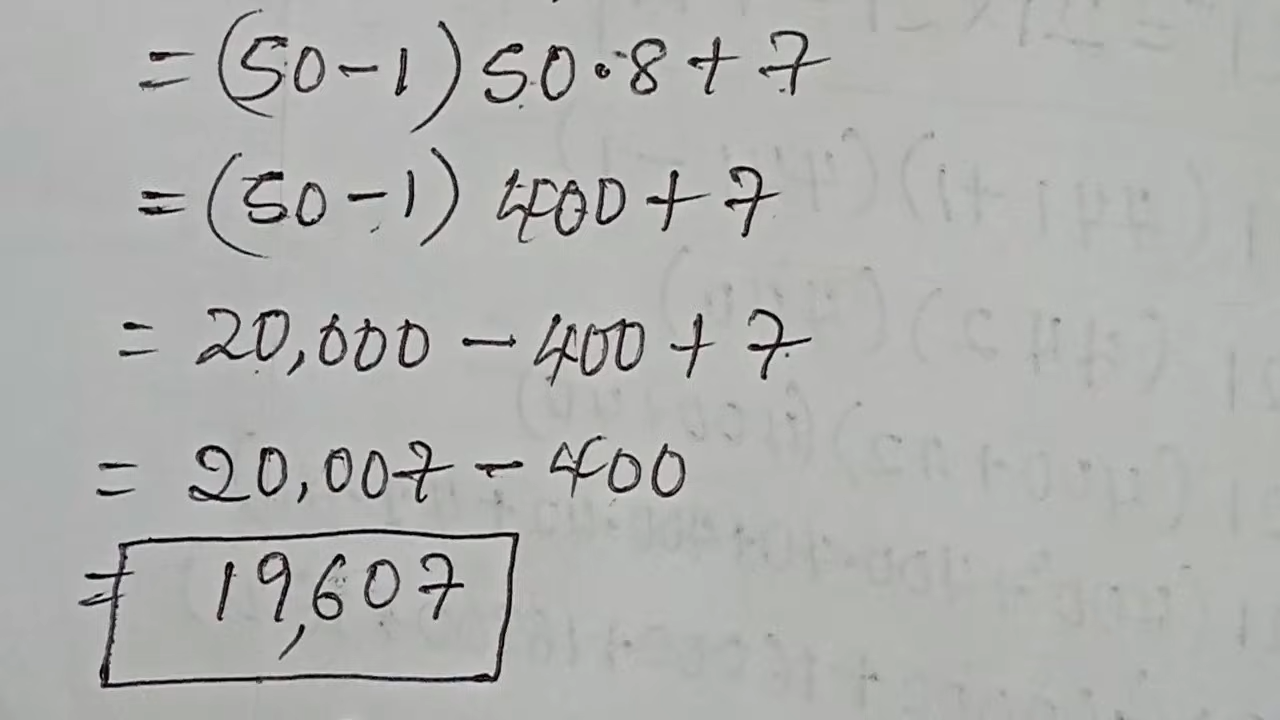 = (50-1) 50·8 + 7
= (50-1) 400 + 7
= 20,000 - 400 + 7
= 20,007 - 400
= 19,607